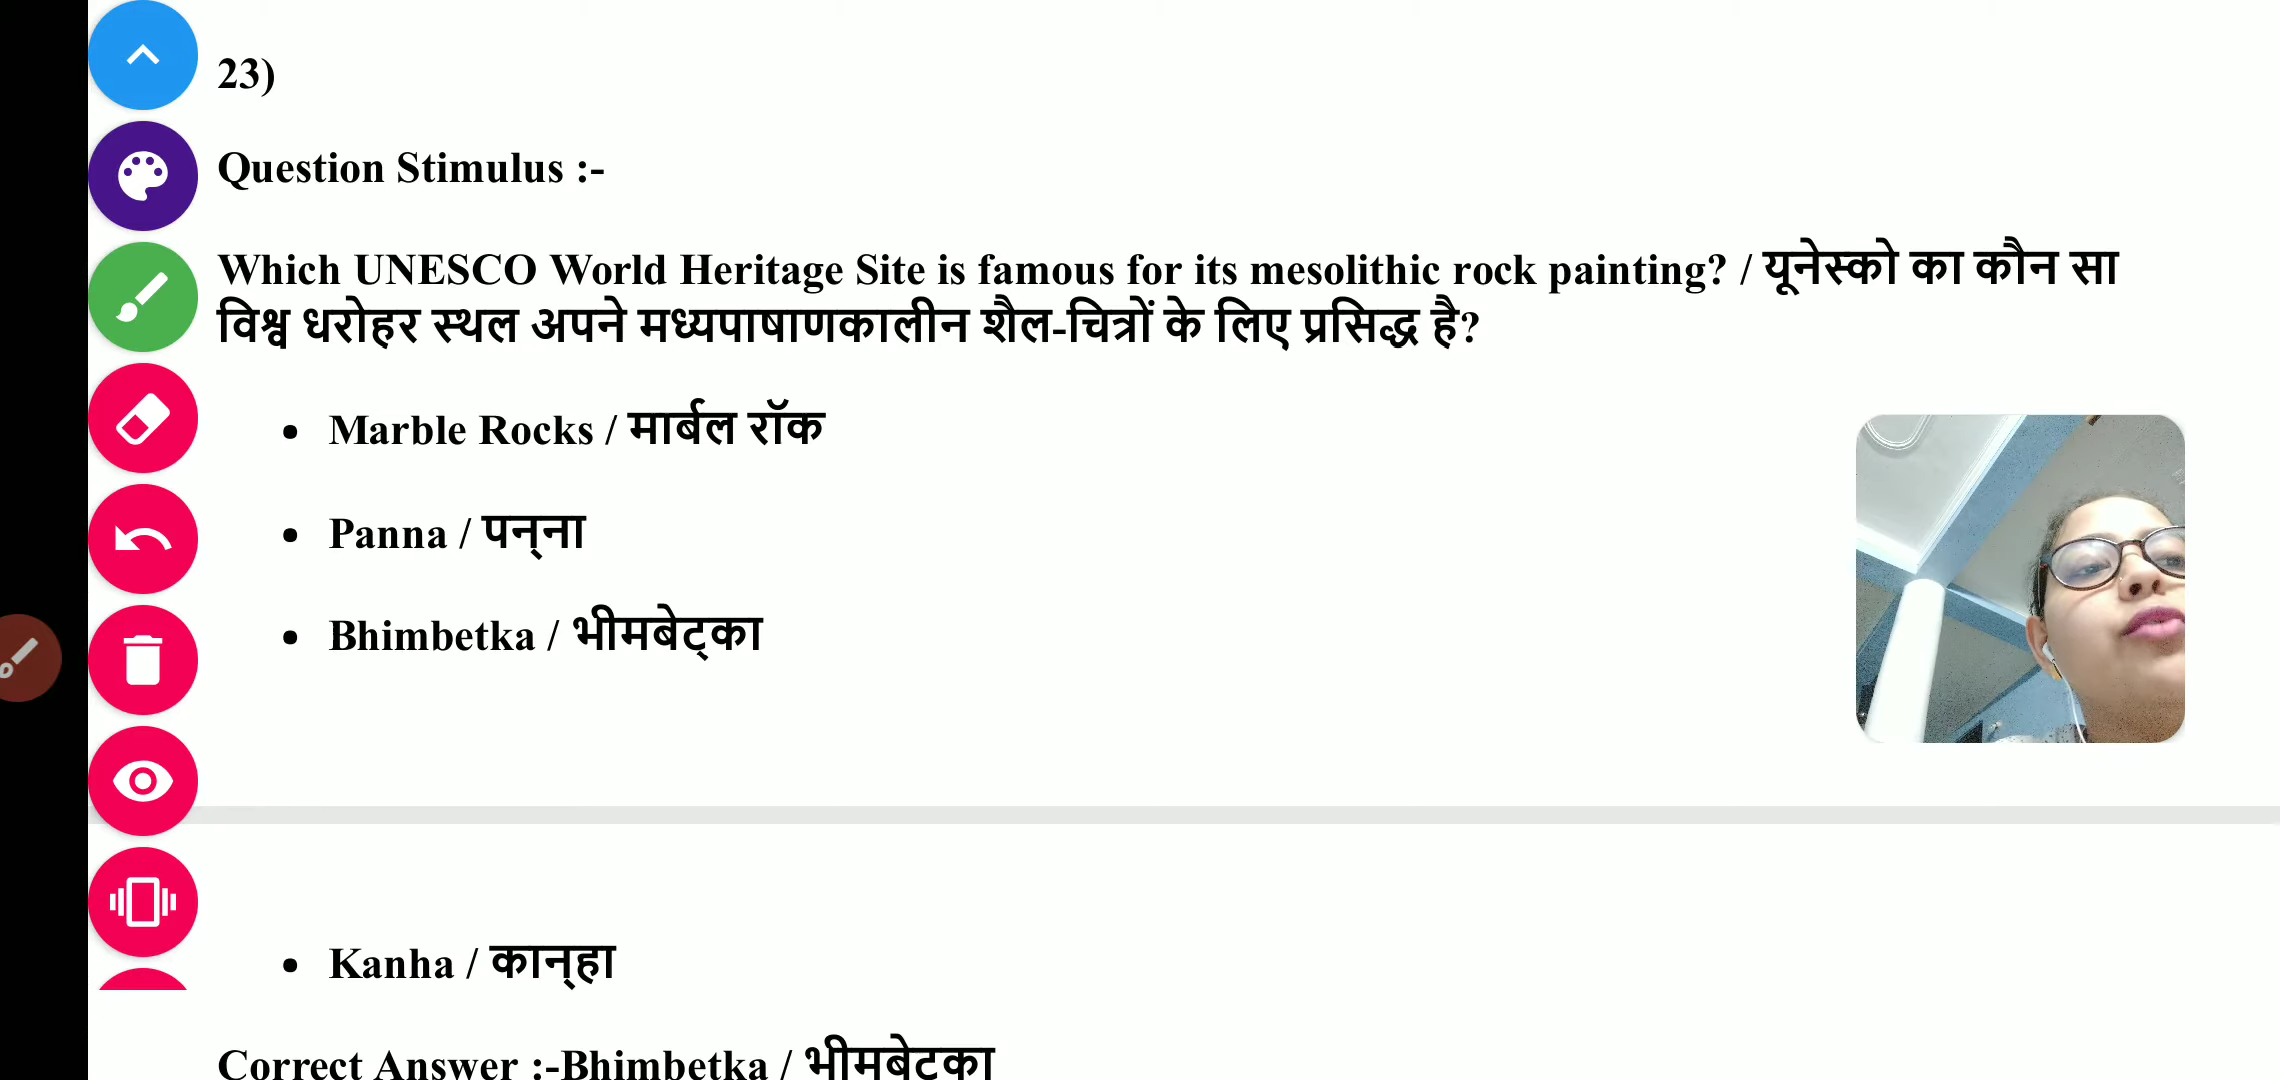 23)
Question Stimulus :-
Which UNESCO World Heritage Site is famous for its mesolithic rock painting? / यूनेस्को का कौन सा
विश्व धरोहर स्थल अपने मध्यपाषाणकालीन शैल-चित्रों के लिए प्रसिद्ध है?
Marble Rocks / मार्बल रॉक
Panna / पन्‌ना
Bhimbetka / भीमबेट्का
Kanha / कान्‌हा
Correct Answer :-Bhimbetka / भीमबेट्का